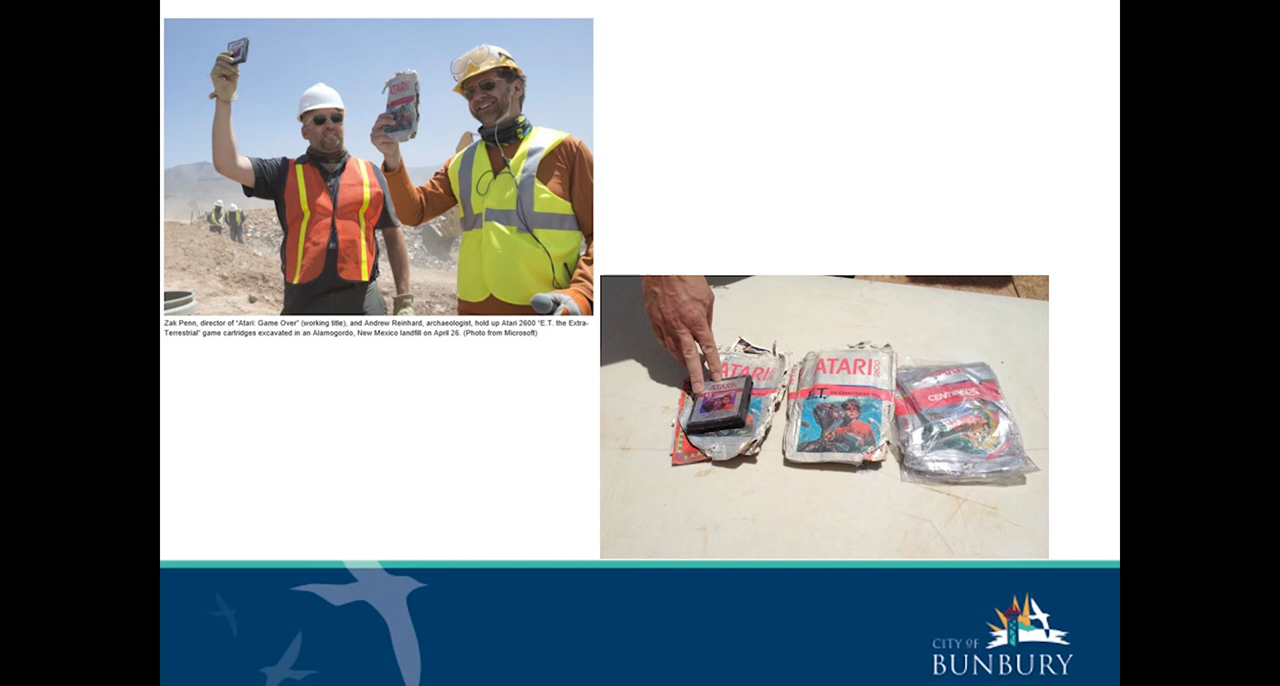 ATARI
Zak Penn, director of "Atari: Game Over" (working title), and Andrew Reinhard, archaeologist, hold up Atari 2600 "E.T. the Extra-
Terrestrial" game cartridges excavated in an Alamogordo, New Mexico landfill on April 26. (Photo from Microsoft)
ATARI
ATARI
ATARI
E.T.
CENTIPEDE
CITY OF
BUNBURY